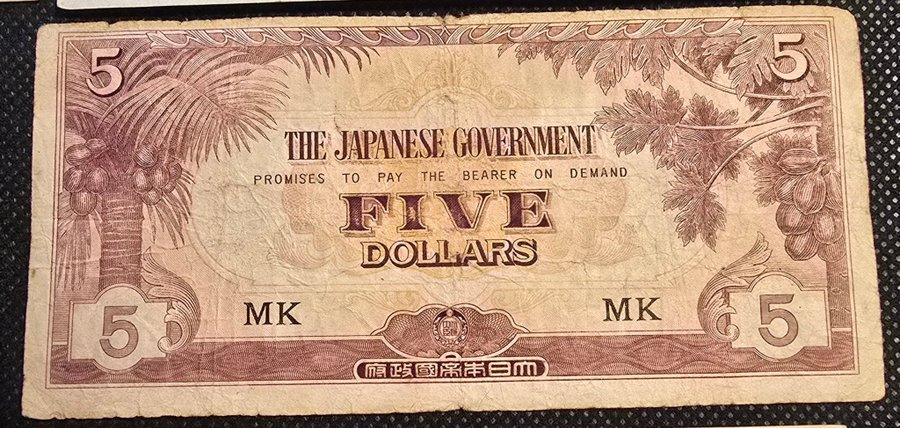 5 5
THE JAPANESE GOVERNMENT
PROMISES TO PAY THE BEARER ON DEMAND
FIVE
DOLLARS
MK MK
5 5
府政國帝本日大